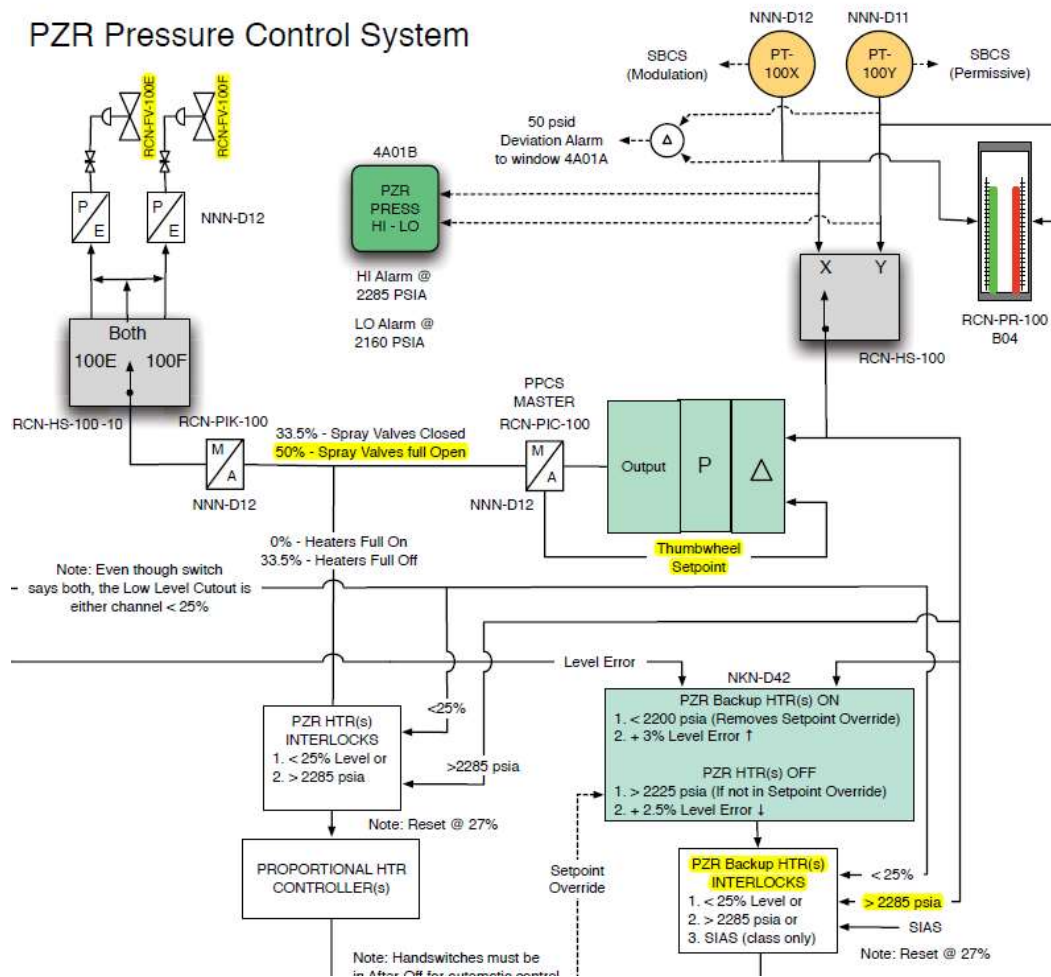 PZR Pressure Control System
NNN-D12
NNN-D11
PT-
100X
PT-
100Y
SBCS
(Modulation)
SBCS
(Permissive)
RCN-FV-100E
RCN-FV-100F
50 psid
Deviation Alarm
to window 4A01A
Δ
4A01B
PZR
PRESS
HI - LO
HI Alarm @
2285 PSIA
LO Alarm @
2160 PSIA
P
E
P
E
NNN-D12
X Y
RCN-HS-100
RCN-PR-100
B04
Both
100E 100F
RCN-HS-100 -10
RCN-PIK-100
M
A
NNN-D12
33.5% - Spray Valves Closed
50% - Spray Valves full Open
PPCS
MASTER
RCN-PIC-100
M
A
NNN-D12
Output
P
Δ
Thumbwheel
Setpoint
0% - Heaters Full On
33.5% - Heaters Full Off
Note: Even though switch
says both, the Low Level Cutout is
either channel < 25%
Level Error
NKN-D42
PZR Backup HTR(s) ON
1. < 2200 psia (Removes Setpoint Override)
2. + 3% Level Error ↑
PZR HTR(s) OFF
1. > 2225 psia (If not in Setpoint Override)
2. + 2.5% Level Error ↓
<25%
PZR HTR(s)
INTERLOCKS
1. < 25% Level or
2. > 2285 psia
>2285 psia
Note: Reset @ 27%
PROPORTIONAL HTR
CONTROLLER(s)
Setpoint
Override
PZR Backup HTR(s)
INTERLOCKS
1. < 25% Level or
2. > 2285 psia or
3. SIAS (class only)
< 25%
> 2285 psia
SIAS
Note: Reset @ 27%
Note: Handswitches must be
in After Off for automatic control